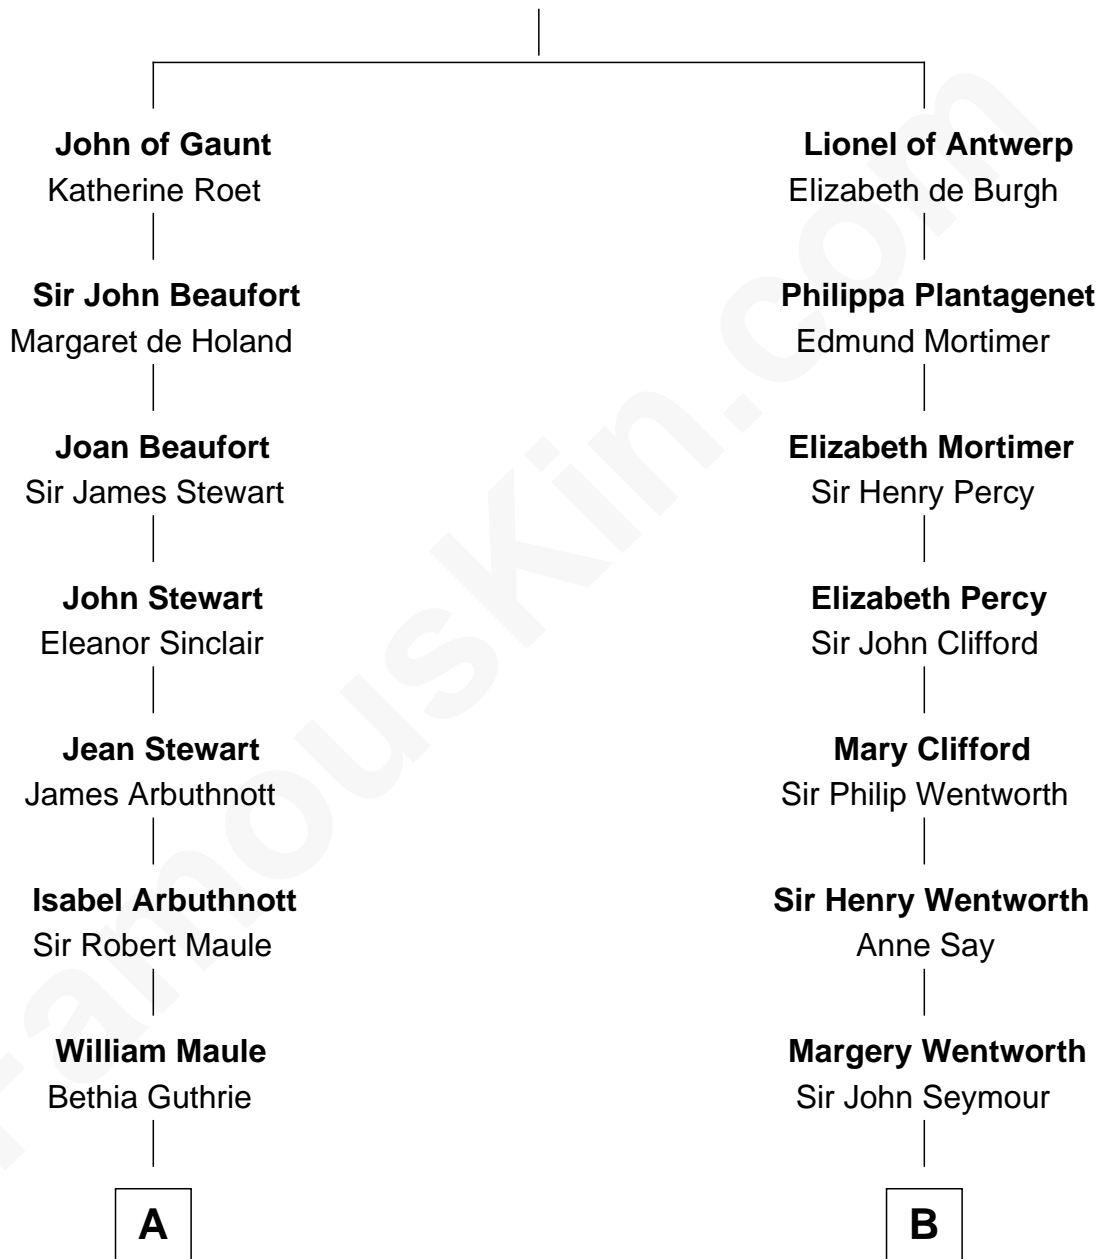 John of Gaunt
Katherine Roet
Sir John Beaufort
Margaret de Holand
Joan Beaufort
Sir James Stewart
John Stewart
Eleanor Sinclair
Jean Stewart
James Arbuthnott
Isabel Arbuthnott
Sir Robert Maule
William Maule
Bethia Guthrie
A
Lionel of Antwerp
Elizabeth de Burgh
Philippa Plantagenet
Edmund Mortimer
Elizabeth Mortimer
Sir Henry Percy
Elizabeth Percy
Sir John Clifford
Mary Clifford
Sir Philip Wentworth
Sir Henry Wentworth
Anne Say
Margery Wentworth
Sir John Seymour
B
FamousKin.com